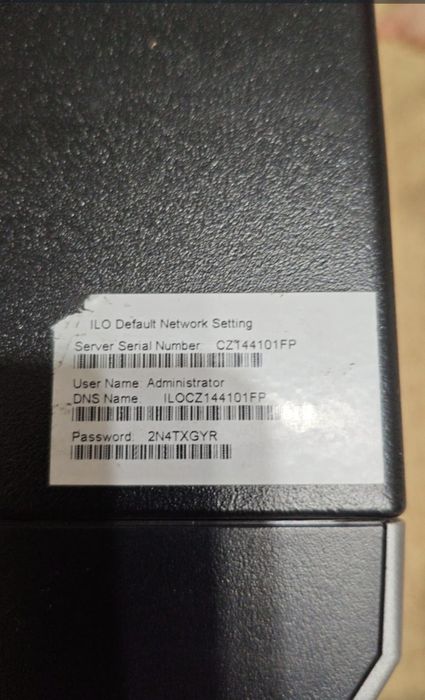 ILO Default Network Setting
Server Serial Number: CZ144101FP
User Name: Administrator
DNS Name: ILOCZ144101FP
Password: 2N4TXGYR